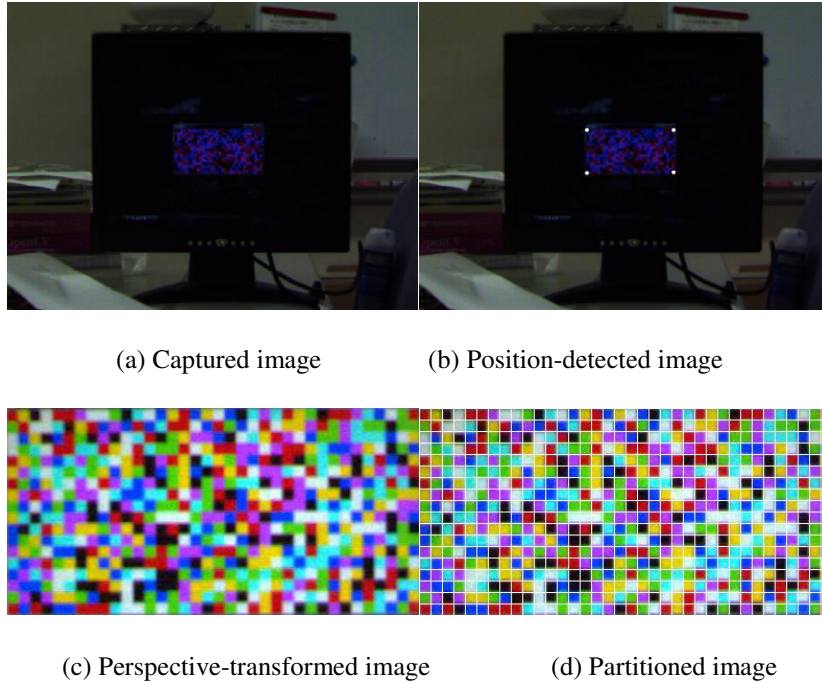 (a) Captured image
(b) Position-detected image
(c) Perspective-transformed image
(d) Partitioned image